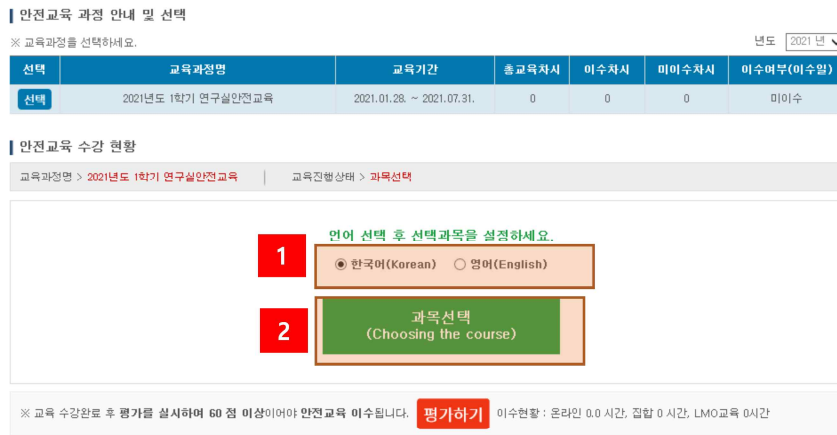 안전교육 과정 안내 및 선택
※ 교육과정을 선택하세요.
년도 2021 년
선택 교육과정명 교육기간 총교육차시 이수차시 미이수차시 이수여부(이수일)
선택 2021년도 1학기 연구실안전교육 2021.01.28. ~ 2021.07.31. 0 0 0 미이수
안전교육 수강 현황
교육과정명 > 2021년도 1학기 연구실안전교육 | 교육진행상태 > 과목선택
언어 선택 후 선택과목을 설정하세요.
1 한국어(Korean) 영어(English)
2 과목선택
(Choosing the course)
※ 교육 수강완료 후 평가를 실시하여 60 점 이상이어야 안전교육 이수됩니다. 평가하기 이수현황 : 온라인 0.0 시간, 집합 0 시간, LMO교육 0시간